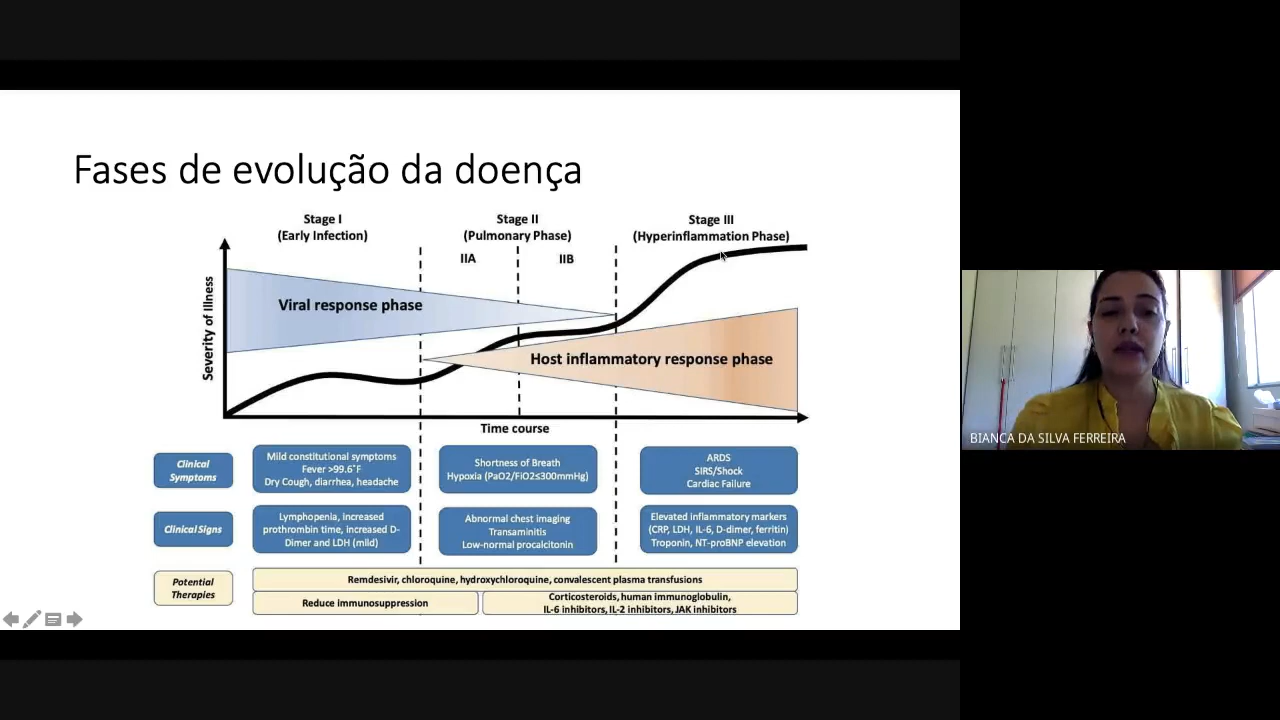 Fases de evolução da doença
Stage I
(Early Infection)
Stage II
(Pulmonary Phase)
Stage III
(Hyperinflammation Phase)
IIA
IIB
Severity of Illness
Viral response phase
Host inflammatory response phase
Time course
Clinical
Symptoms
Mild constitutional symptoms
Fever >99.6°F
Dry Cough, diarrhea, headache
Shortness of Breath
Hypoxia (PaO2/FiO2≤300mmHg)
ARDS
SIRS/Shock
Cardiac Failure
Clinical Signs
Lymphopenia, increased
prothrombin time, increased D-
Dimer and LDH (mild)
Abnormal chest imaging
Transaminitis
Low-normal procalcitonin
Elevated inflammatory markers
(CRP, LDH, IL-6, D-dimer, ferritin)
Troponin, NT-proBNP elevation
Potential
Therapies
Remdesivir, chloroquine, hydroxychloroquine, convalescent plasma transfusions
Reduce immunosuppression
Corticosteroids, human immunoglobulin,
IL-6 inhibitors, IL-2 inhibitors, JAK inhibitors
BIANCA DA SILVA FERREIRA